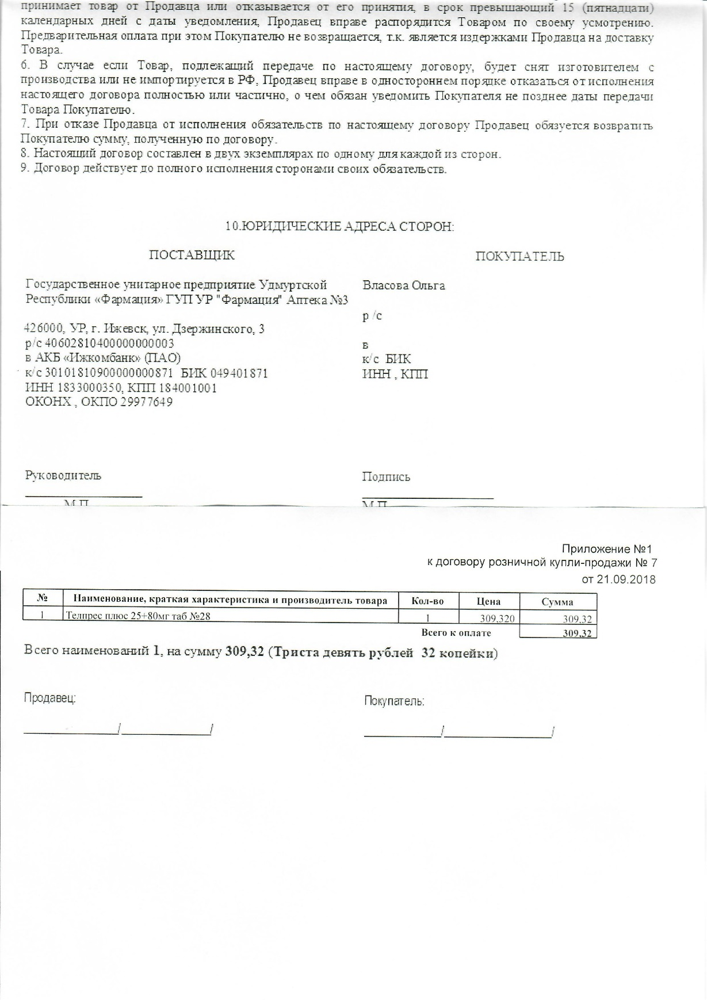 принимает товар от Продавца или отказывается от его принятия, в срок превышающий 15 (пятнадцати)
календарных дней с даты уведомления, Продавец вправе распорядится Товаром по своему усмотрению.
Предварительная оплата при этом Покупателю не возвращается, т.к. является издержками Продавца на доставку
Товара.
6. В случае если Товар, подлежащий передаче по настоящему договору, будет снят изготовителем с
производства или не импортируется в РФ, Продавец вправе в одностороннем порядке отказаться от исполнения
настоящего договора полностью или частично, о чем обязан уведомить Покупателя не позднее даты передачи
Товара Покупателю.
7. При отказе Продавца от исполнения обязательств по настоящему договору Продавец обязуется возвратить
Покупателю сумму, полученную по договору.
8. Настоящий договор составлен в двух экземплярах по одному для каждой из сторон.
9. Договор действует до полного исполнения сторонами своих обязательств.
10.ЮРИДИЧЕСКИЕ АДРЕСА СТОРОН:
ПОСТАВЩИК
Государственное унитарное предприятие Удмуртской
Республики «Фармация» ГУП УР "Фармация" Аптека №3
426000, УР, г. Ижевск, ул. Дзержинского, 3
р/с 40602810400000000003
в АКБ «Ижкомбанк» (ПАО)
к/с 30101810900000000871 БИК 049401871
ИНН 1833000350, КПП 184001001
ОКОНХ , ОКПО 29977649
Руководитель
М.П.
ПОКУПАТЕЛЬ
Власова Ольга
р /с
в
к/с БИК
ИНН , КПП
Подпись
М.П.
Приложение №1
к договору розничной купли-продажи № 7
от 21.09.2018
№ Наименование, краткая характеристика и производитель товара Кол-во Цена Сумма
1 Телпрес плюс 25+80мг таб №28 1 309,320 309,32
Всего к оплате 309,32
Всего наименований 1, на сумму 309,32 (Триста девять рублей 32 копейки)
Продавец:
/ /
Покупатель:
/ /